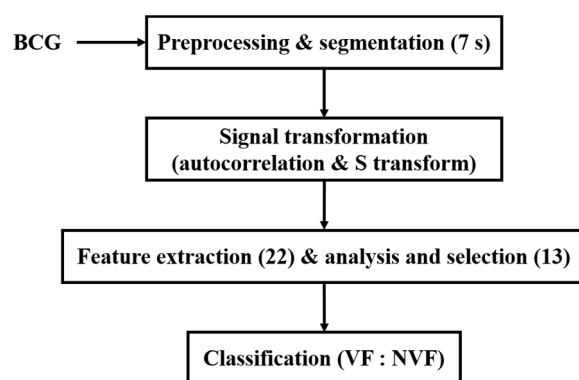 BCG
Preprocessing & segmentation (7 s)
Signal transformation
(autocorrelation & S transform)
Feature extraction (22) & analysis and selection (13)
Classification (VF : NVF)